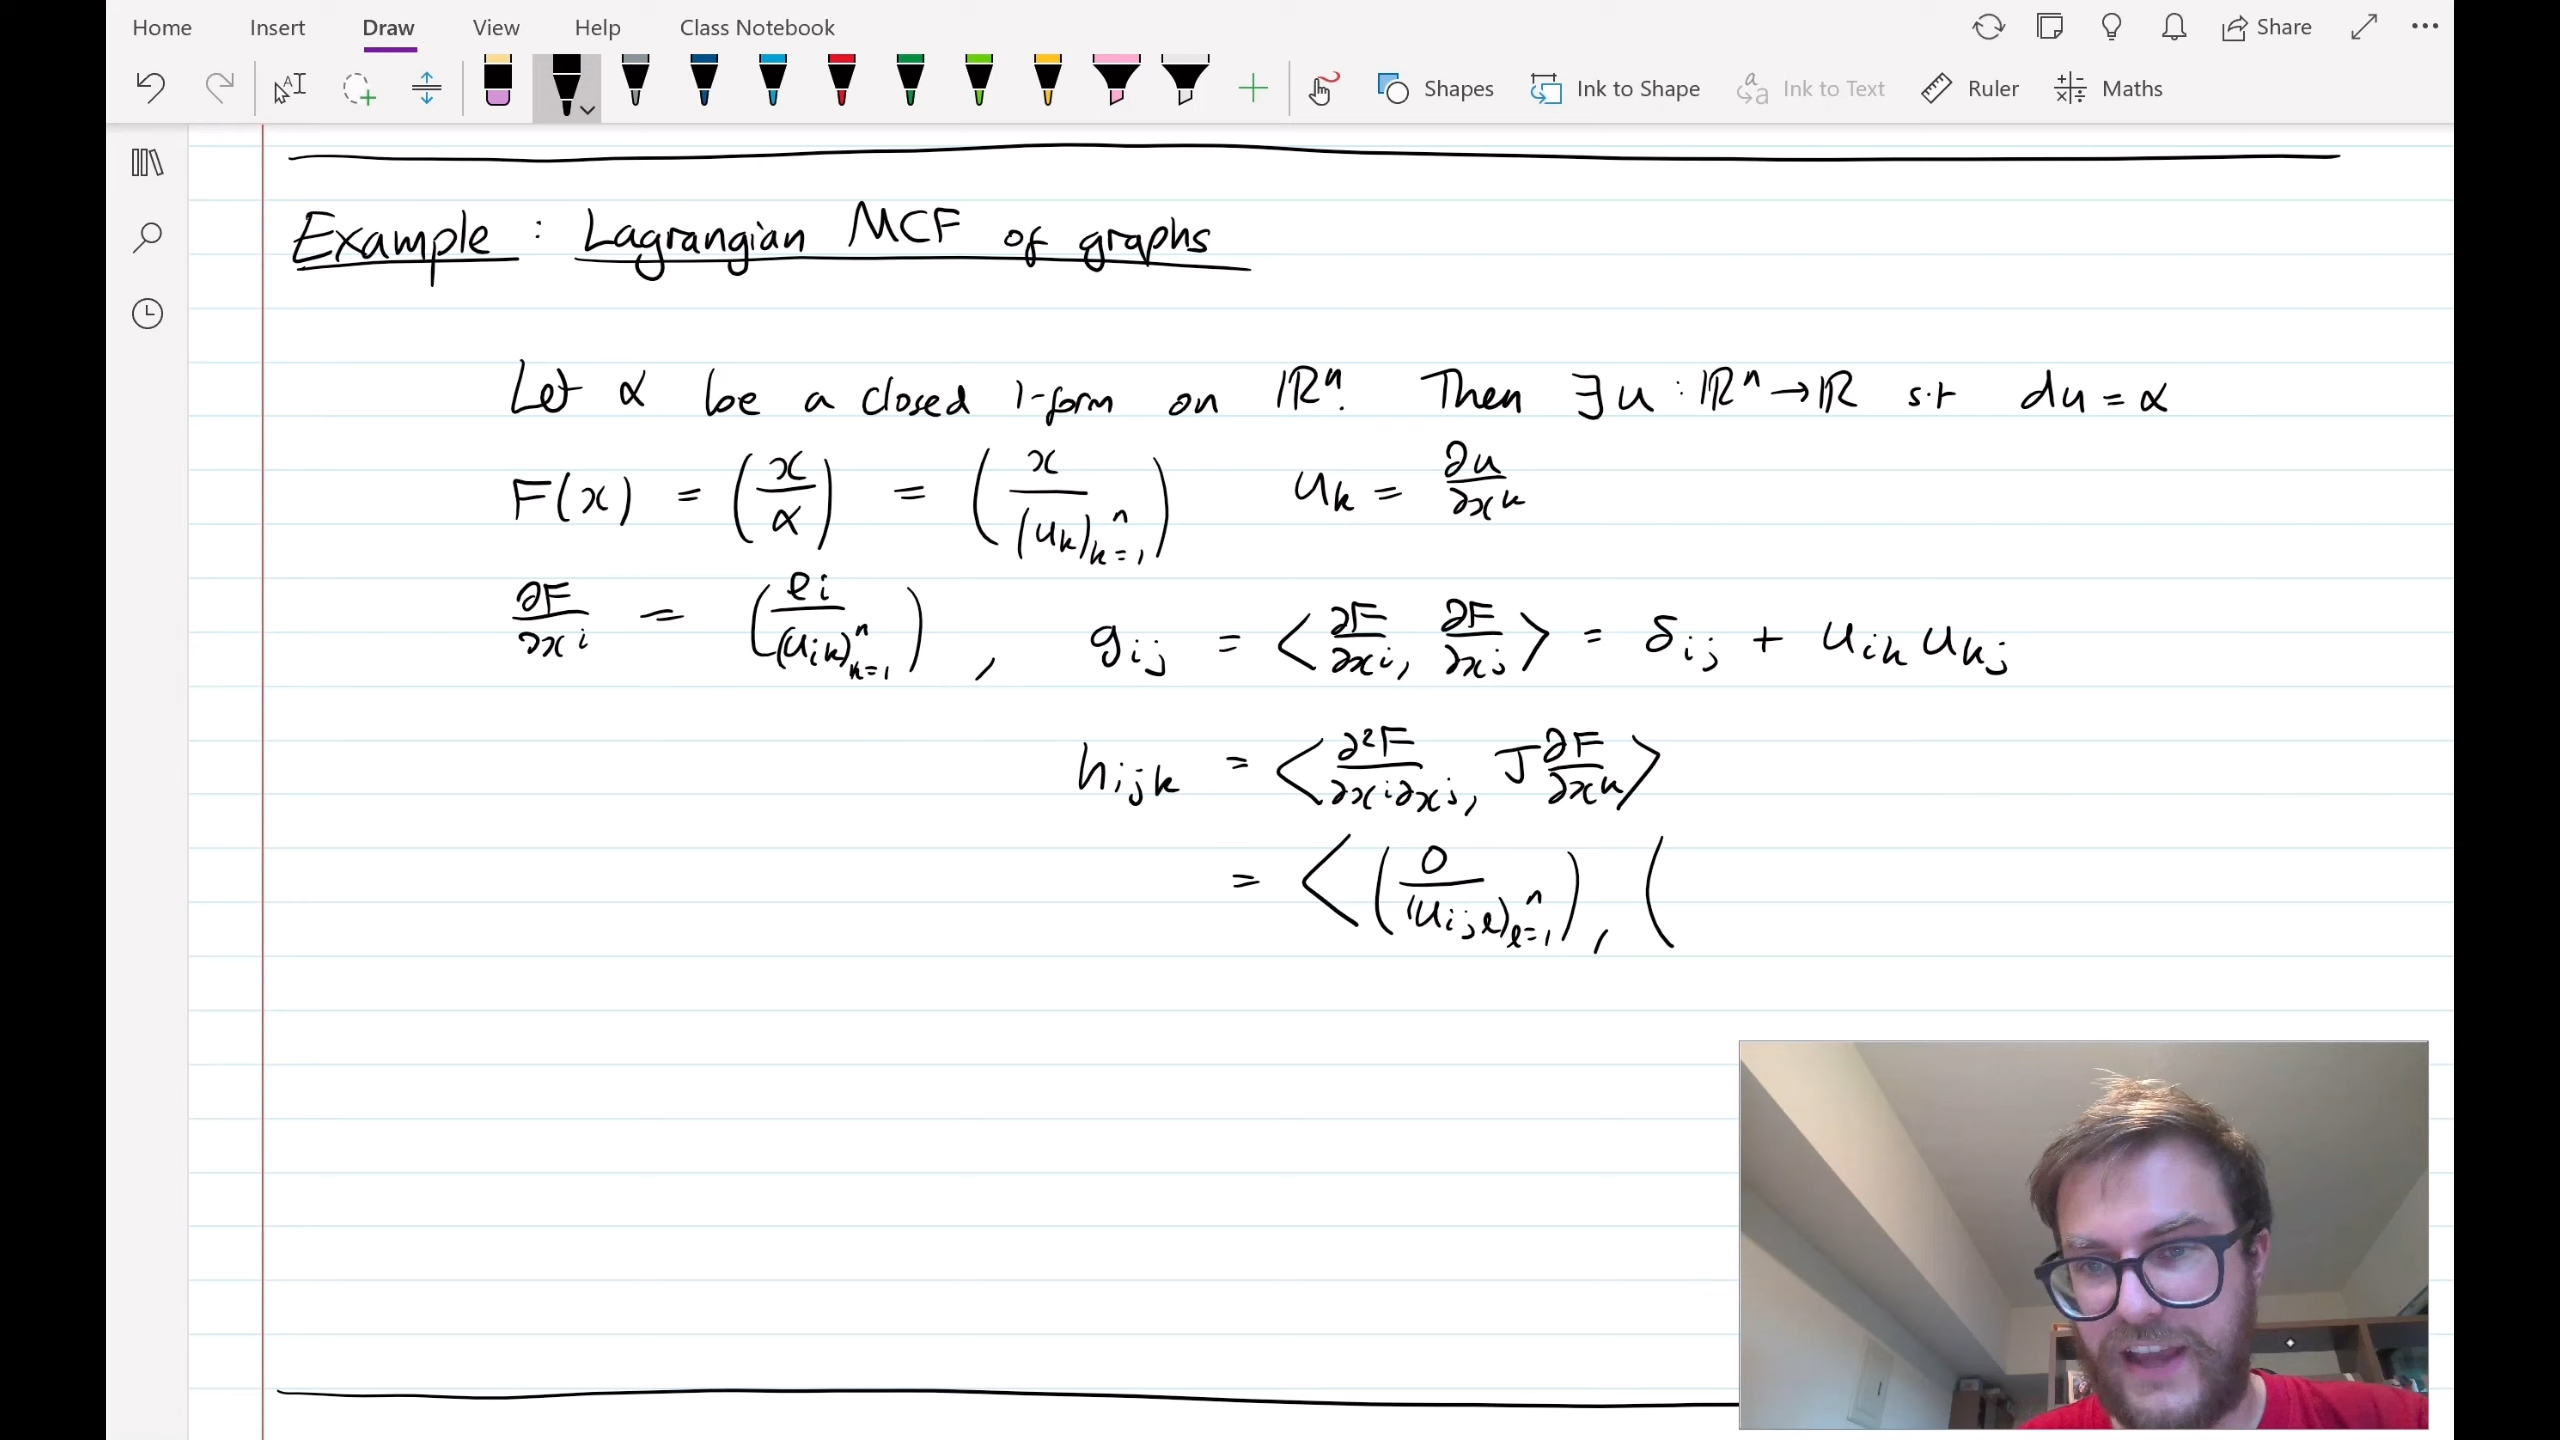 Home Insert Draw View Help Class Notebook Share
Shapes Ink to Shape Ink to Text Ruler Maths
Example : Lagrangian MCF of graphs
Let α be a closed 1-form on ℝⁿ. Then ∃ u : ℝⁿ → ℝ s.t du = α
F(x) = (x / α) = (x / (u_k)_{k=1}^n) u_k = ∂u/∂x^k
∂F/∂x^i = (e_i / (u_{ik})_{k=1}^n) , g_{ij} = <∂F/∂x^i, ∂F/∂x^j> = δ_{ij} + u_{ik} u_{kj}
h_{ijk} = <∂²F/∂x^i∂x^j, J ∂F/∂x^k>
= < (0 / (u_{ijℓ})_{ℓ=1}^n) , (